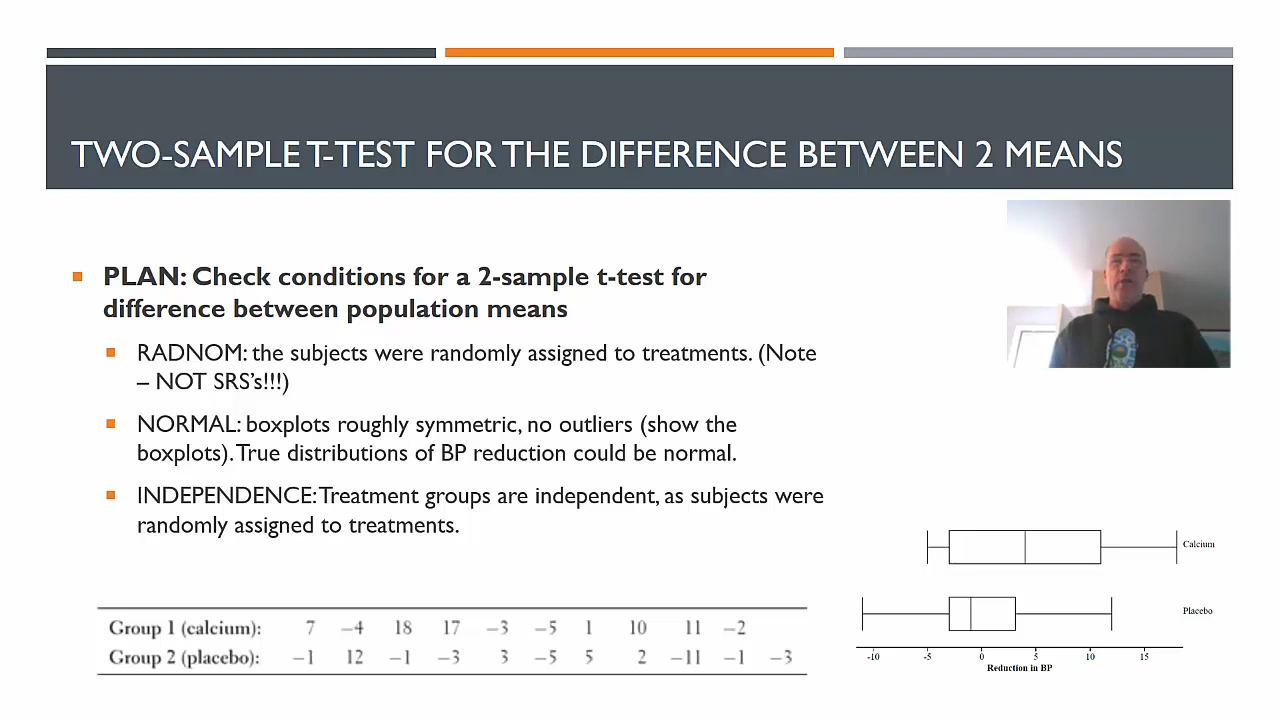 TWO-SAMPLE T-TEST FOR THE DIFFERENCE BETWEEN 2 MEANS
PLAN: Check conditions for a 2-sample t-test for
difference between population means
RADNOM: the subjects were randomly assigned to treatments. (Note
– NOT SRS's!!!)
NORMAL: boxplots roughly symmetric, no outliers (show the
boxplots). True distributions of BP reduction could be normal.
INDEPENDENCE: Treatment groups are independent, as subjects were
randomly assigned to treatments.
Group 1 (calcium): 7 −4 18 17 −3 −5 1 10 11 −2
Group 2 (placebo): −1 12 −1 −3 3 −5 5 2 −11 −1 −3
Calcium
Placebo
-10 -5 0 5 10 15
Reduction in BP